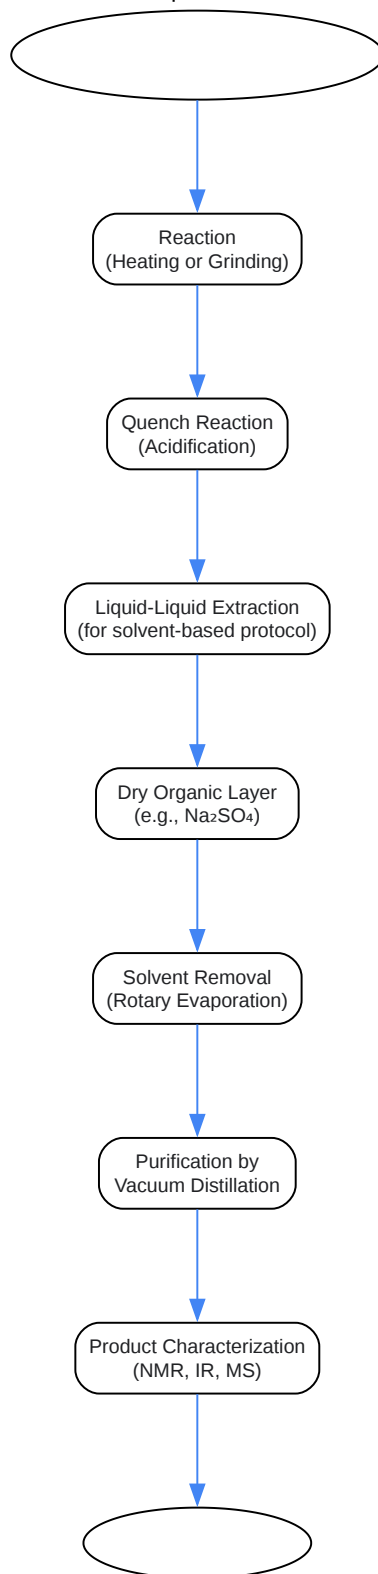 Reaction
(Heating or Grinding)
Quench Reaction
(Acidification)
Liquid-Liquid Extraction
(for solvent-based protocol)
Dry Organic Layer
(e.g., Na₂SO₄)
Solvent Removal
(Rotary Evaporation)
Purification by
Vacuum Distillation
Product Characterization
(NMR, IR, MS)